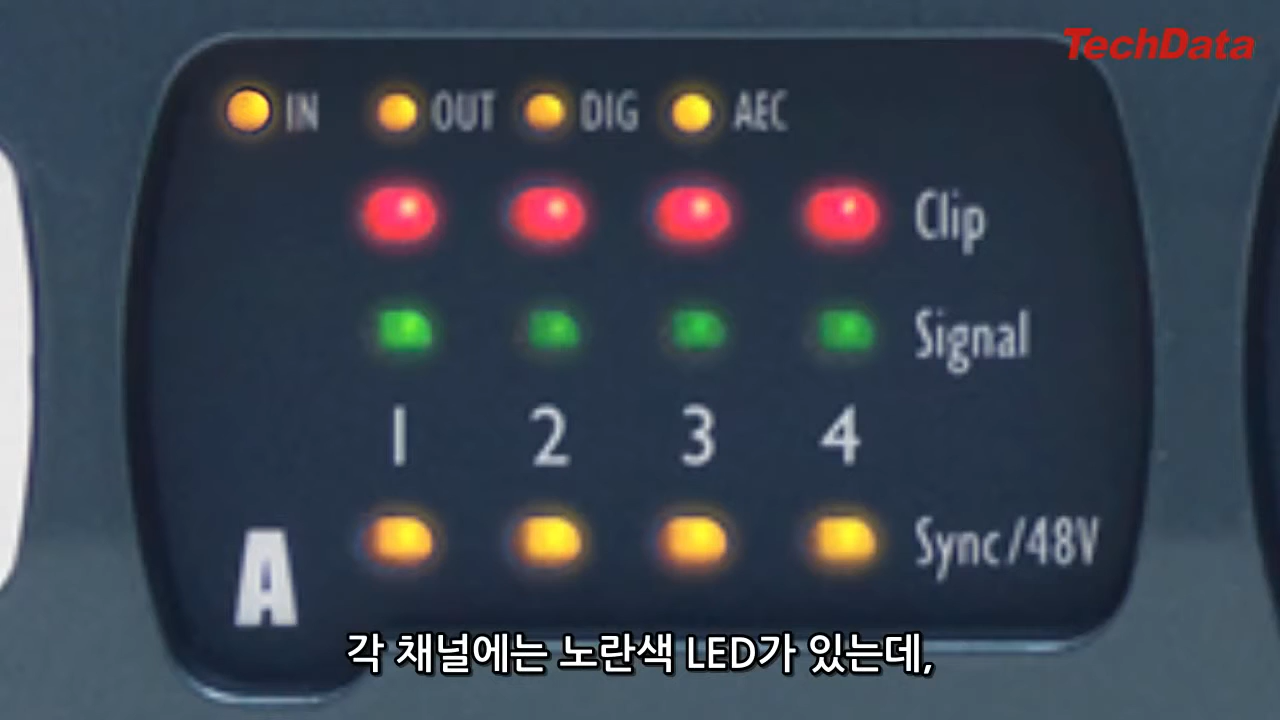 TechData
IN OUT DIG AEC
Clip
Signal
1 2 3 4
Sync/48V
A
각 채널에는 노란색 LED가 있는데,